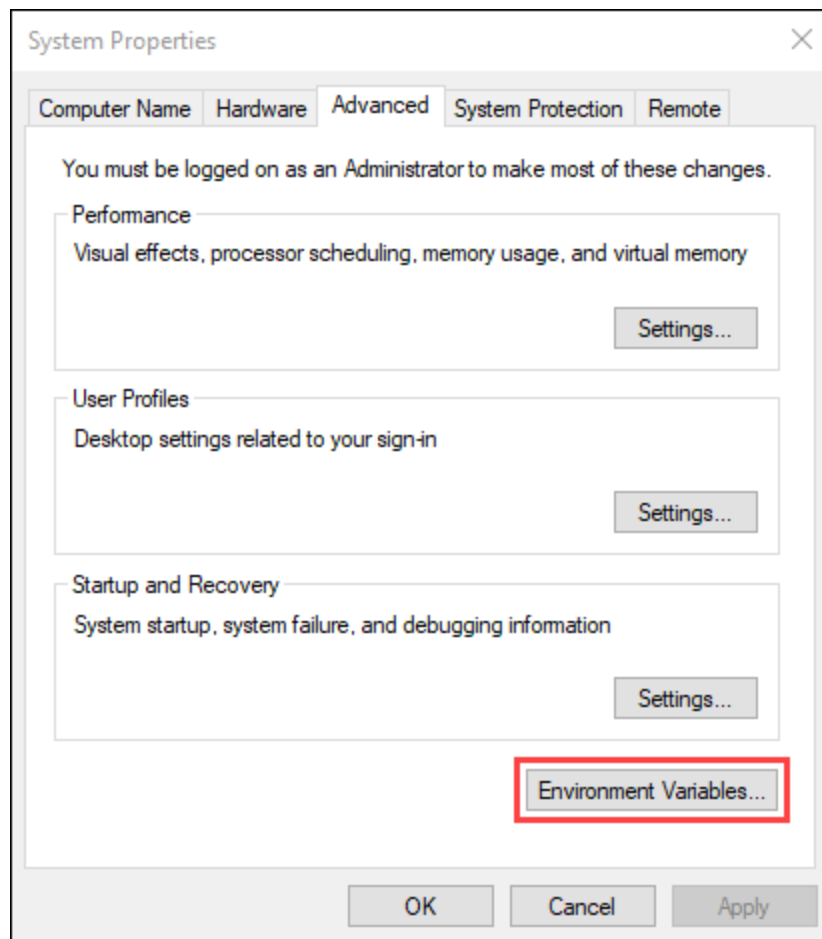 System Properties
Computer Name Hardware Advanced System Protection Remote
You must be logged on as an Administrator to make most of these changes.
Performance
Visual effects, processor scheduling, memory usage, and virtual memory
Settings...
User Profiles
Desktop settings related to your sign-in
Settings...
Startup and Recovery
System startup, system failure, and debugging information
Settings...
Environment Variables...
OK Cancel Apply